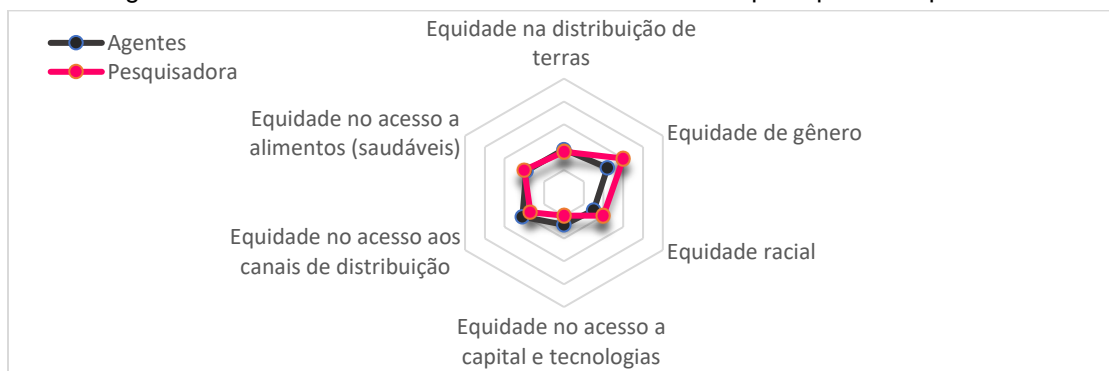 Agentes
Pesquisadora
Equidade na distribuição de
terras
Equidade de gênero
Equidade racial
Equidade no acesso a
capital e tecnologias
Equidade no acesso aos
canais de distribuição
Equidade no acesso a
alimentos (saudáveis)